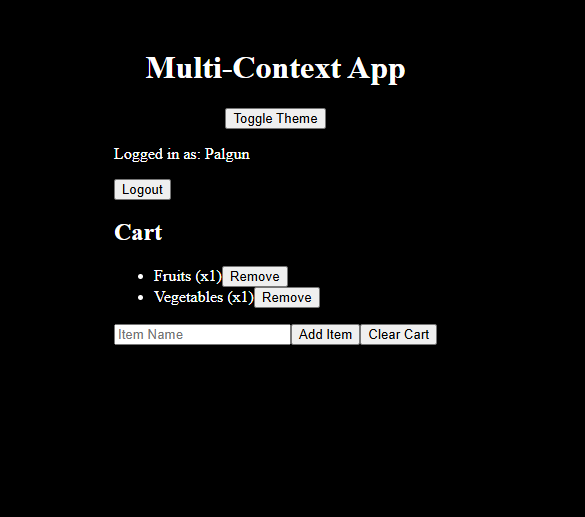 Multi-Context App
Toggle Theme
Logged in as: Palgun
Logout
Cart
Fruits (x1) Remove
Vegetables (x1) Remove
Item Name Add Item Clear Cart